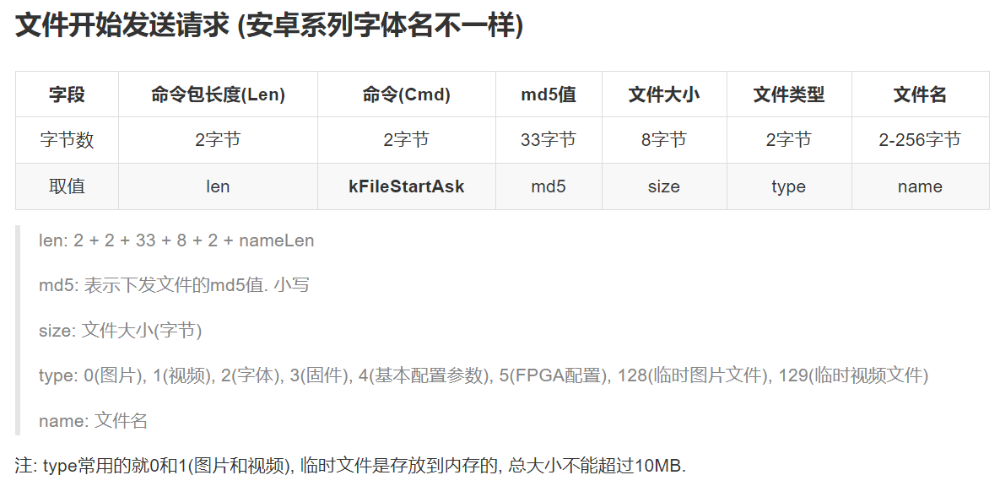 文件开始发送请求 (安卓系列字体名不一样)
字段 命令包长度(Len) 命令(Cmd) md5值 文件大小 文件类型 文件名
字节数 2字节 2字节 33字节 8字节 2字节 2-256字节
取值 len kFileStartAsk md5 size type name
len: 2 + 2 + 33 + 8 + 2 + nameLen
md5: 表示下发文件的md5值. 小写
size: 文件大小(字节)
type: 0(图片), 1(视频), 2(字体), 3(固件), 4(基本配置参数), 5(FPGA配置), 128(临时图片文件), 129(临时视频文件)
name: 文件名
注: type常用的就0和1(图片和视频), 临时文件是存放到内存的, 总大小不能超过10MB.